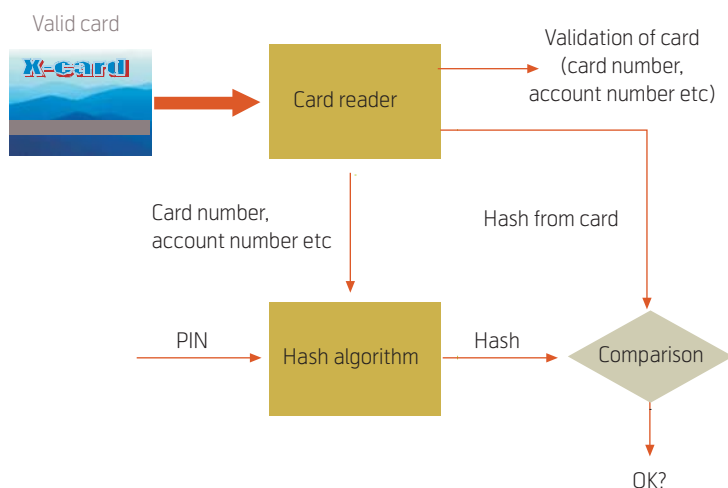 Valid card
X-card
Card reader
Validation of card
(card number,
account number etc)
Card number,
account number etc
Hash from card
PIN
Hash algorithm
Hash
Comparison
OK?